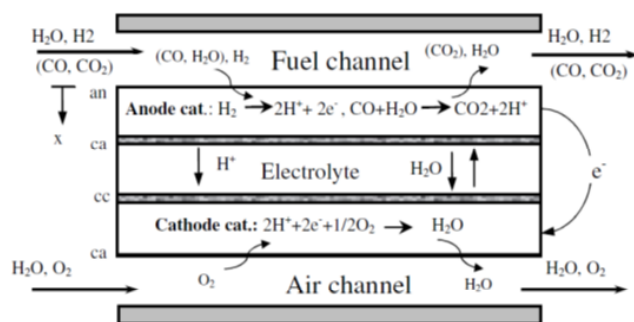 H₂O, H2
(CO, CO₂)
(CO, H₂O), H₂
Fuel channel
(CO₂), H₂O
H₂O, H2
(CO, CO₂)
an
Anode cat.: H₂ → 2H⁺+ 2e⁻, CO+H₂O → CO2+2H⁺
x
ca
H⁺
Electrolyte
H₂O
e⁻
cc
Cathode cat.: 2H⁺+2e⁻+1/2O₂ → H₂O
ca
H₂O, O₂
O₂
Air channel
H₂O
H₂O, O₂